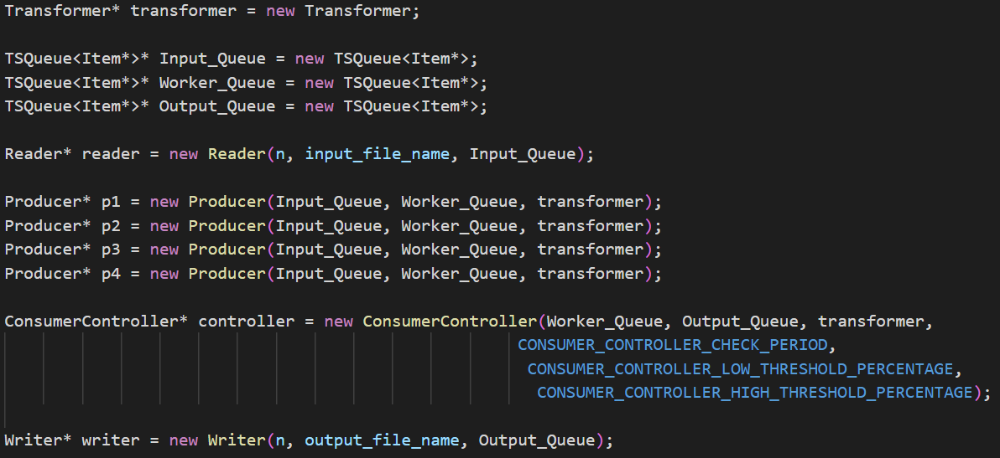 Transformer* transformer = new Transformer;
TSQueue<Item*>* Input_Queue = new TSQueue<Item*>;
TSQueue<Item*>* Worker_Queue = new TSQueue<Item*>;
TSQueue<Item*>* Output_Queue = new TSQueue<Item*>;
Reader* reader = new Reader(n, input_file_name, Input_Queue);
Producer* p1 = new Producer(Input_Queue, Worker_Queue, transformer);
Producer* p2 = new Producer(Input_Queue, Worker_Queue, transformer);
Producer* p3 = new Producer(Input_Queue, Worker_Queue, transformer);
Producer* p4 = new Producer(Input_Queue, Worker_Queue, transformer);
ConsumerController* controller = new ConsumerController(Worker_Queue, Output_Queue, transformer,
CONSUMER_CONTROLLER_CHECK_PERIOD,
CONSUMER_CONTROLLER_LOW_THRESHOLD_PERCENTAGE,
CONSUMER_CONTROLLER_HIGH_THRESHOLD_PERCENTAGE);
Writer* writer = new Writer(n, output_file_name, Output_Queue);